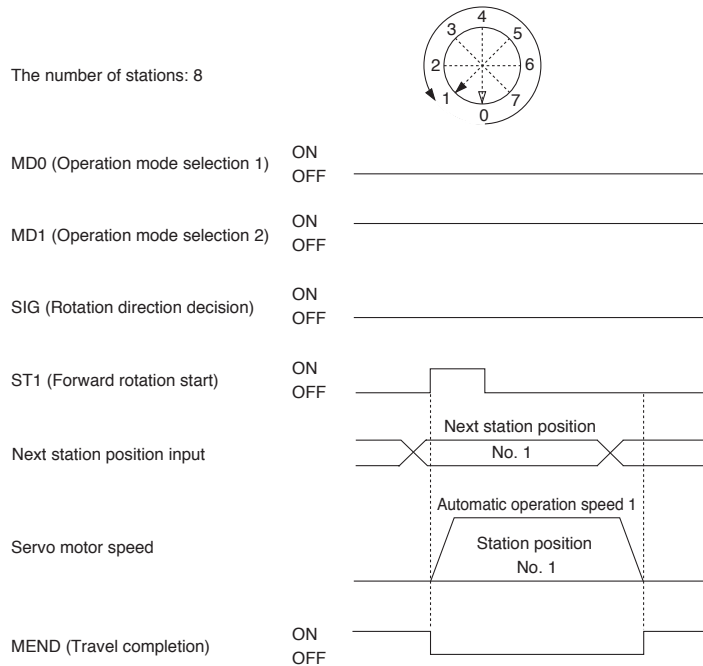 4
3 5
The number of stations: 8
2 6
1 7
0
MD0 (Operation mode selection 1)
ON
OFF
MD1 (Operation mode selection 2)
ON
OFF
SIG (Rotation direction decision)
ON
OFF
ST1 (Forward rotation start)
ON
OFF
Next station position input
Next station position
No. 1
Servo motor speed
Automatic operation speed 1
Station position
No. 1
MEND (Travel completion)
ON
OFF